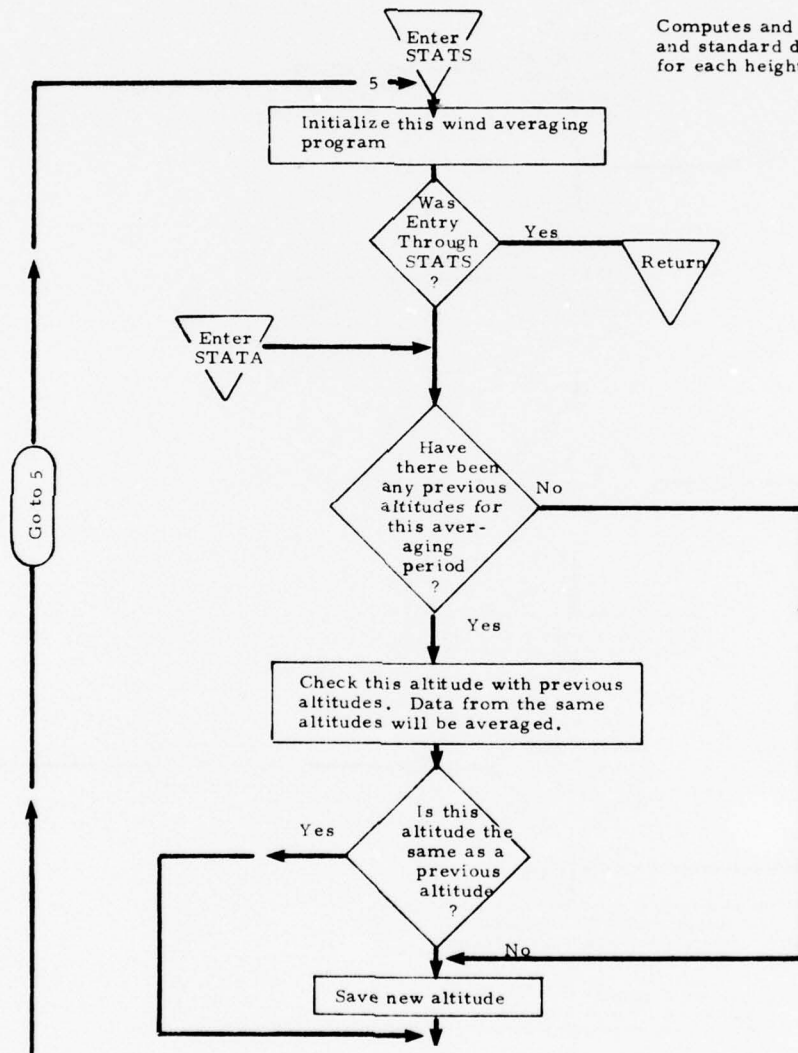 Enter
STATS
Computes and
and standard d
for each height
5
Initialize this wind averaging
program
Was
Entry
Through
STATS
?
Yes
Return
Enter
STATA
Have
there been
any previous
altitudes for
this aver-
aging
period
?
No
Go to 5
Yes
Check this altitude with previous
altitudes. Data from the same
altitudes will be averaged.
Is this
altitude the
same as a
previous
altitude
?
Yes
No
Save new altitude